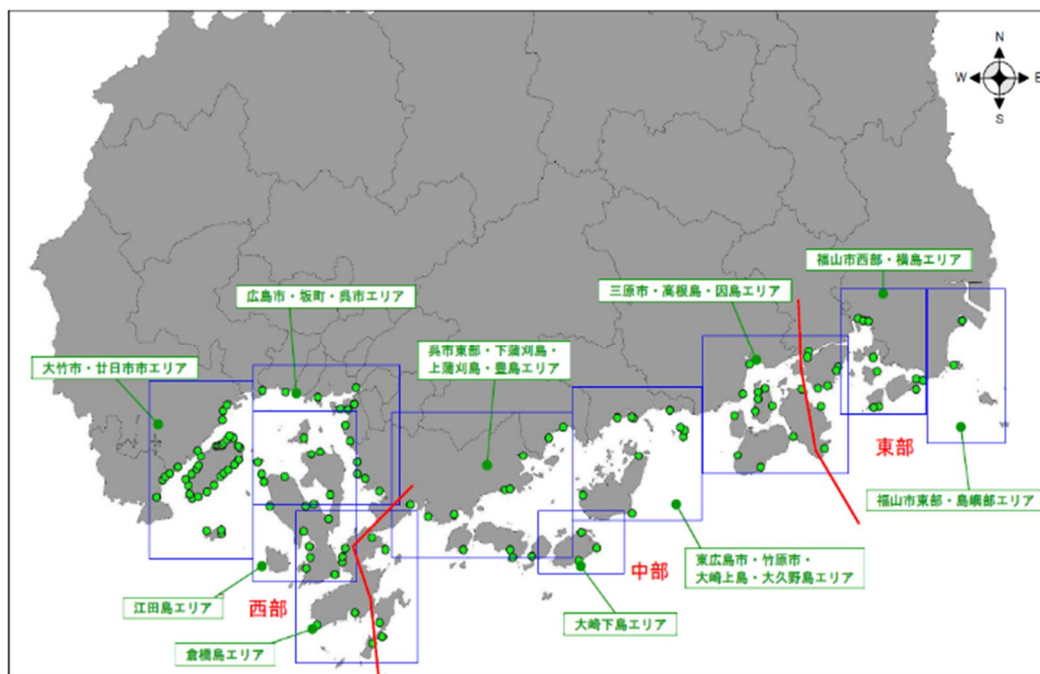 N
W E
S
福山市西部・横島エリア
広島市・坂町・呉市エリア
三原市・高根島・因島エリア
呉市東部・下蒲刈島・
上蒲刈島・豊島エリア
大竹市・廿日市市エリア
東部
福山市東部・島嶼部エリア
中部
東広島市・竹原市・
大崎上島・大久野島エリア
江田島エリア
西部
大崎下島エリア
倉橋島エリア